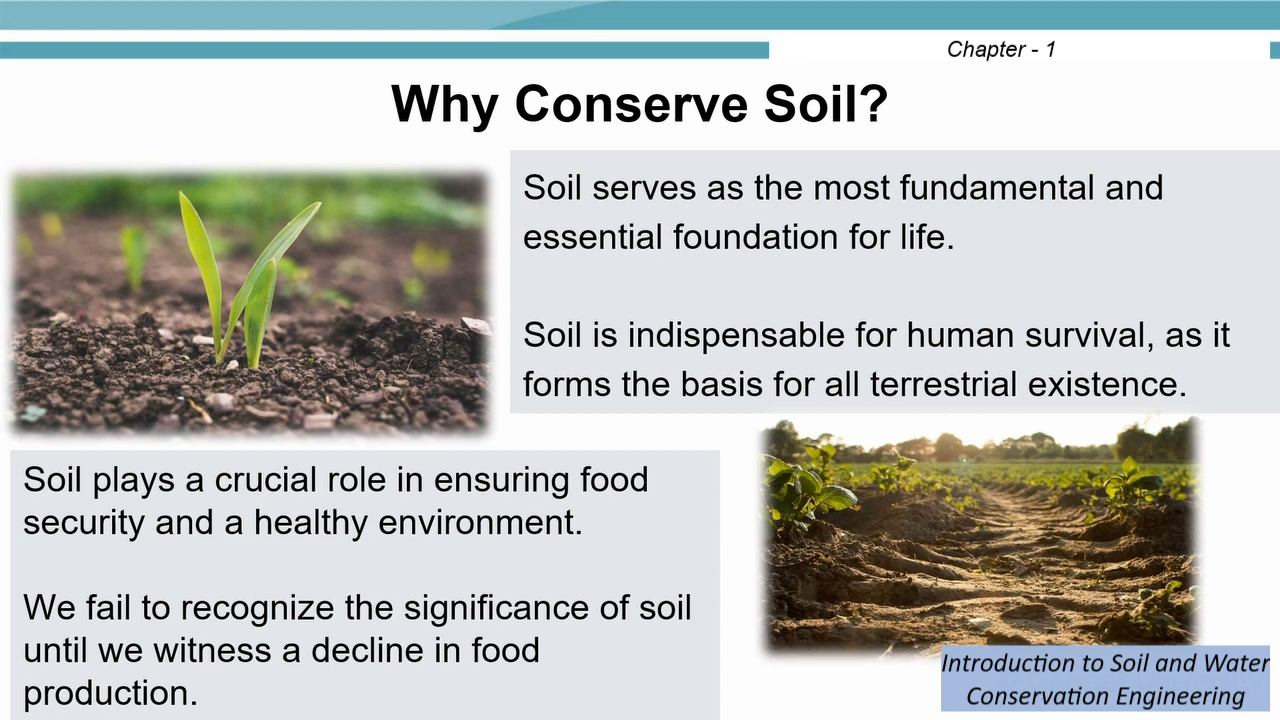 Chapter - 1
Why Conserve Soil?
Soil serves as the most fundamental and
essential foundation for life.
Soil is indispensable for human survival, as it
forms the basis for all terrestrial existence.
Soil plays a crucial role in ensuring food
security and a healthy environment.
We fail to recognize the significance of soil
until we witness a decline in food
production.
Introduction to Soil and Water
Conservation Engineering